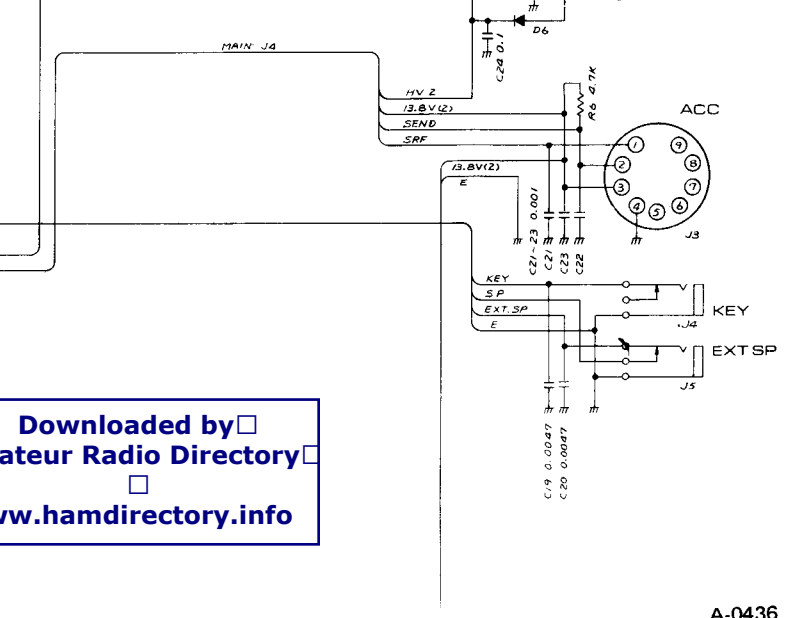 D6
C24 0.1
MAIN J4
HV 2
13.8V(2)
SEND
SRF
R6 4.7K
ACC
1
2
3
4
5
6
7
8
9
J3
13.8V(2)
E
C21~23 0.001
C21
C23
C22
KEY
SP
EXT.SP
E
KEY
J4
EXT SP
J5
C19 0.0047
C20 0.0047
Downloaded by□
ateur Radio Directory□
□
ww.hamdirectory.info
A-0436